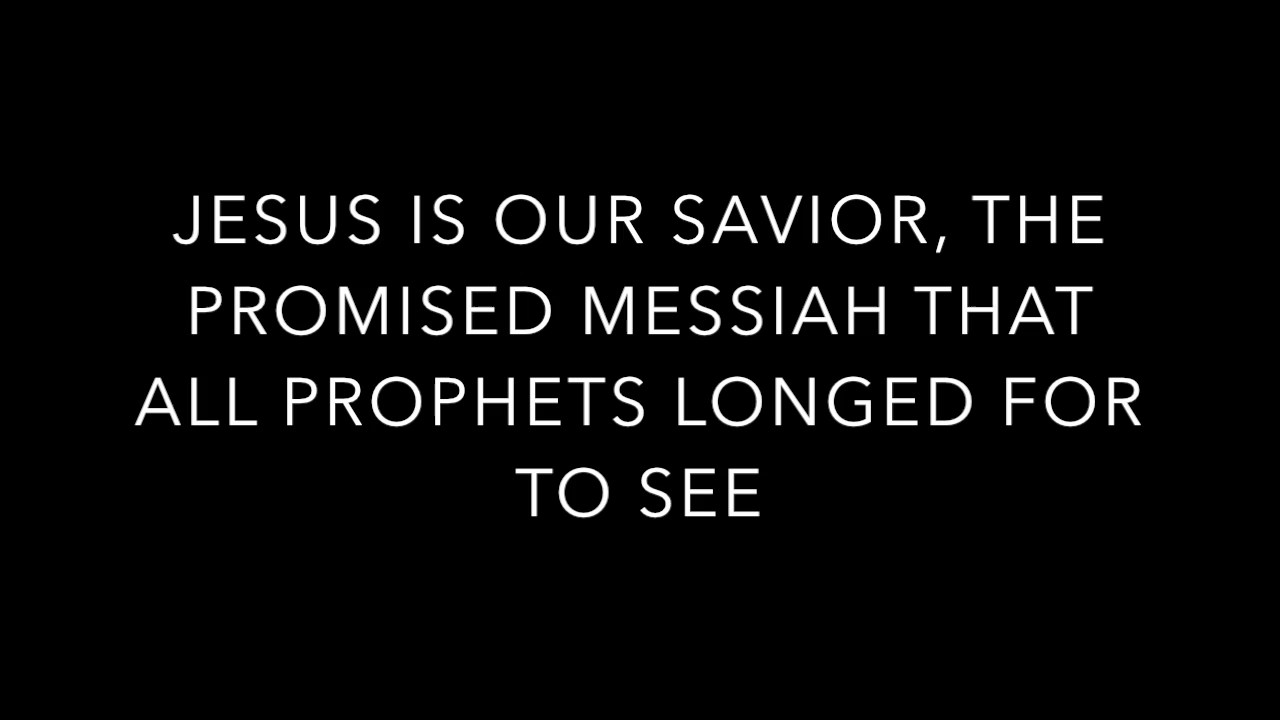 JESUS IS OUR SAVIOR, THE
PROMISED MESSIAH THAT
ALL PROPHETS LONGED FOR
TO SEE